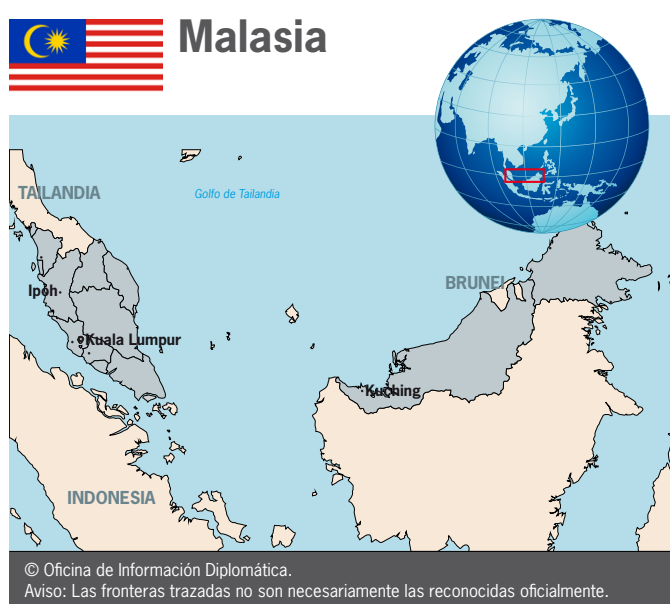 Malasia
TAILANDIA
Golfo de Tailandia
BRUNEI
Ipoh
Kuala Lumpur
Kuching
INDONESIA
© Oficina de Información Diplomática.
Aviso: Las fronteras trazadas no son necesariamente las reconocidas oficialmente.